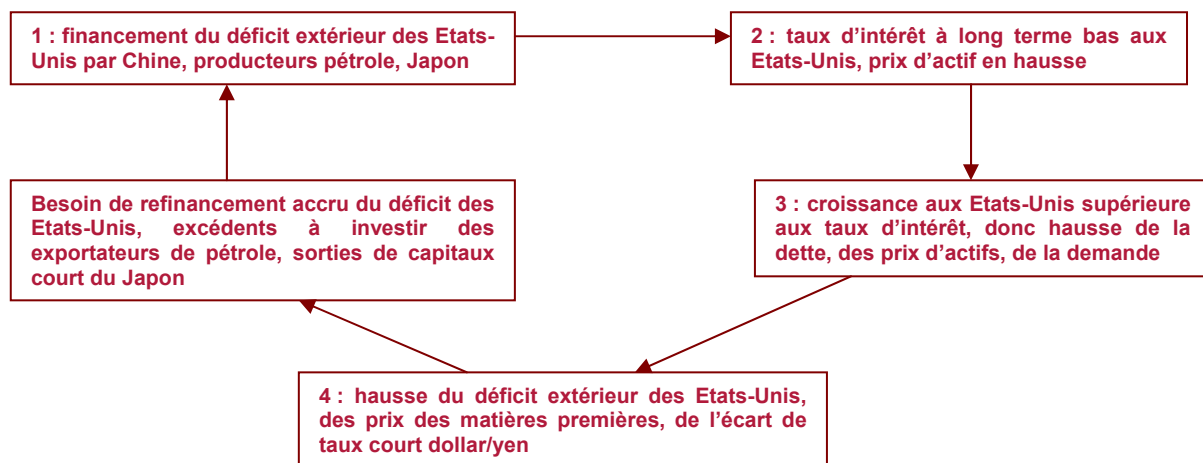 1 : financement du déficit extérieur des Etats-
Unis par Chine, producteurs pétrole, Japon
2 : taux d’intérêt à long terme bas aux
Etats-Unis, prix d’actif en hausse
Besoin de refinancement accru du déficit des
Etats-Unis, excédents à investir des
exportateurs de pétrole, sorties de capitaux
court du Japon
3 : croissance aux Etats-Unis supérieure
aux taux d’intérêt, donc hausse de la
dette, des prix d’actifs, de la demande
4 : hausse du déficit extérieur des Etats-Unis,
des prix des matières premières, de l’écart de
taux court dollar/yen